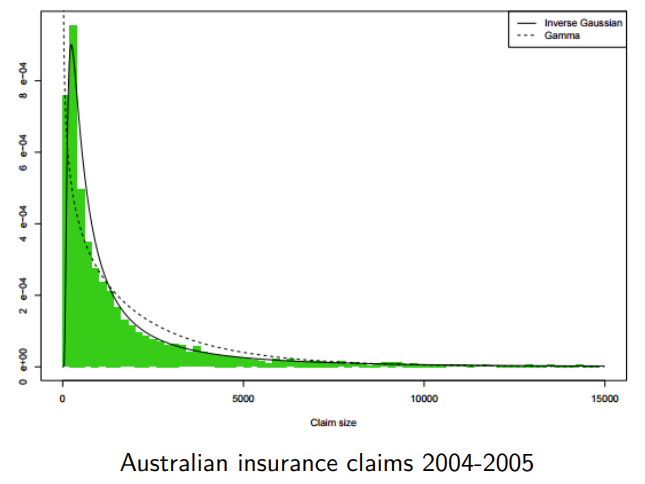 Inverse Gaussian
Gamma
8 e-04
6 e-04
4 e-04
2 e-04
0 e+00
0 5000 10000 15000
Claim size
Australian insurance claims 2004-2005